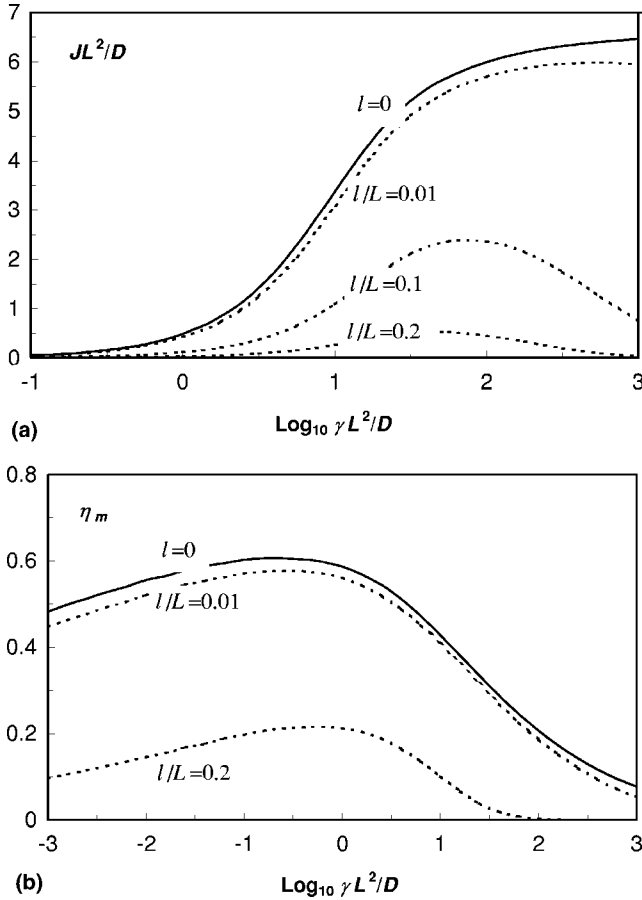 7
JL²/D
6
l=0
5
4
l/L=0.01
3
2
l/L=0.1
1
l/L=0.2
0
-1 0 1 2 3
(a) Log₁₀ γL²/D
0.8
ηm
l=0
0.6
l/L=0.01
0.4
0.2
l/L=0.2
0
-3 -2 -1 0 1 2 3
(b) Log₁₀ γL²/D